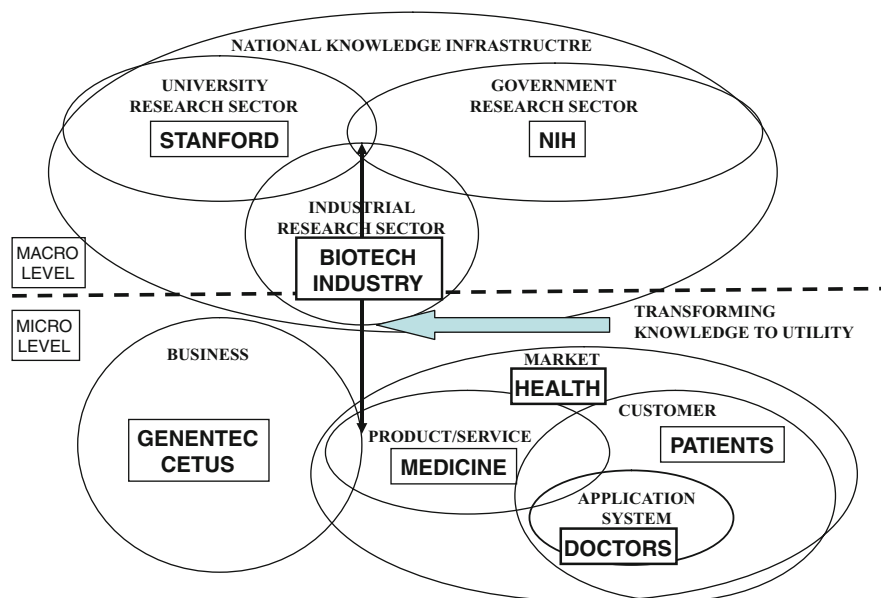 NATIONAL KNOWLEDGE INFRASTRUCTRE
UNIVERSITY
RESEARCH SECTOR
STANFORD
GOVERNMENT
RESEARCH SECTOR
NIH
INDUSTRIAL
RESEARCH SECTOR
BIOTECH
INDUSTRY
MACRO
LEVEL
MICRO
LEVEL
TRANSFORMING
KNOWLEDGE TO UTILITY
BUSINESS
GENENTEC
CETUS
MARKET
HEALTH
PRODUCT/SERVICE
MEDICINE
CUSTOMER
PATIENTS
APPLICATION
SYSTEM
DOCTORS